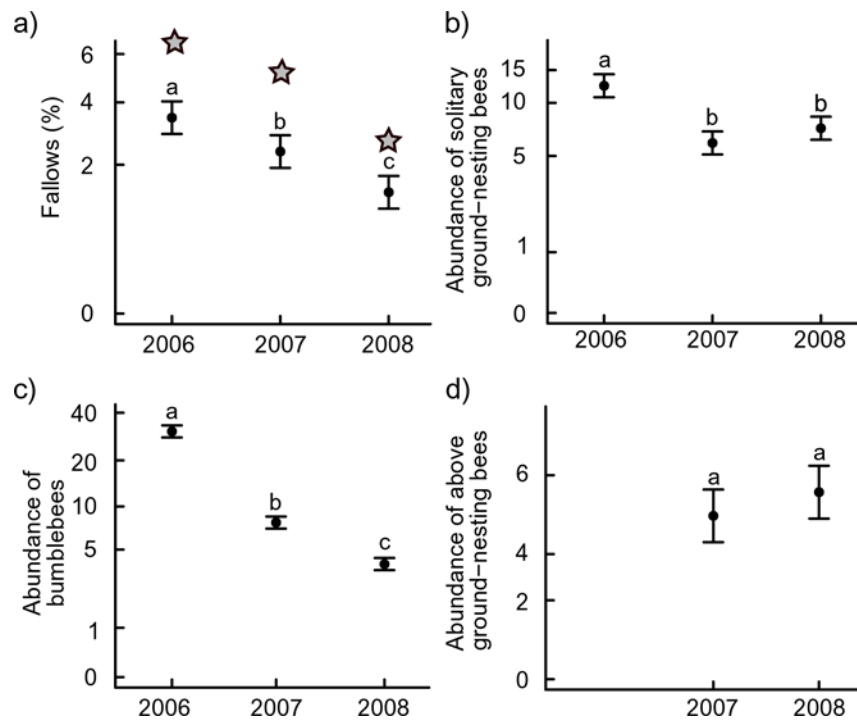 a)
Fallows (%)
6
4
2
0
a
b
c
2006 2007 2008
b)
Abundance of solitary
ground−nesting bees
15
10
5
1
0
a
b
b
2006 2007 2008
c)
Abundance of
bumblebees
40
20
10
5
1
0
a
b
c
2006 2007 2008
d)
Abundance of above
ground−nesting bees
6
4
2
0
a
a
2007 2008